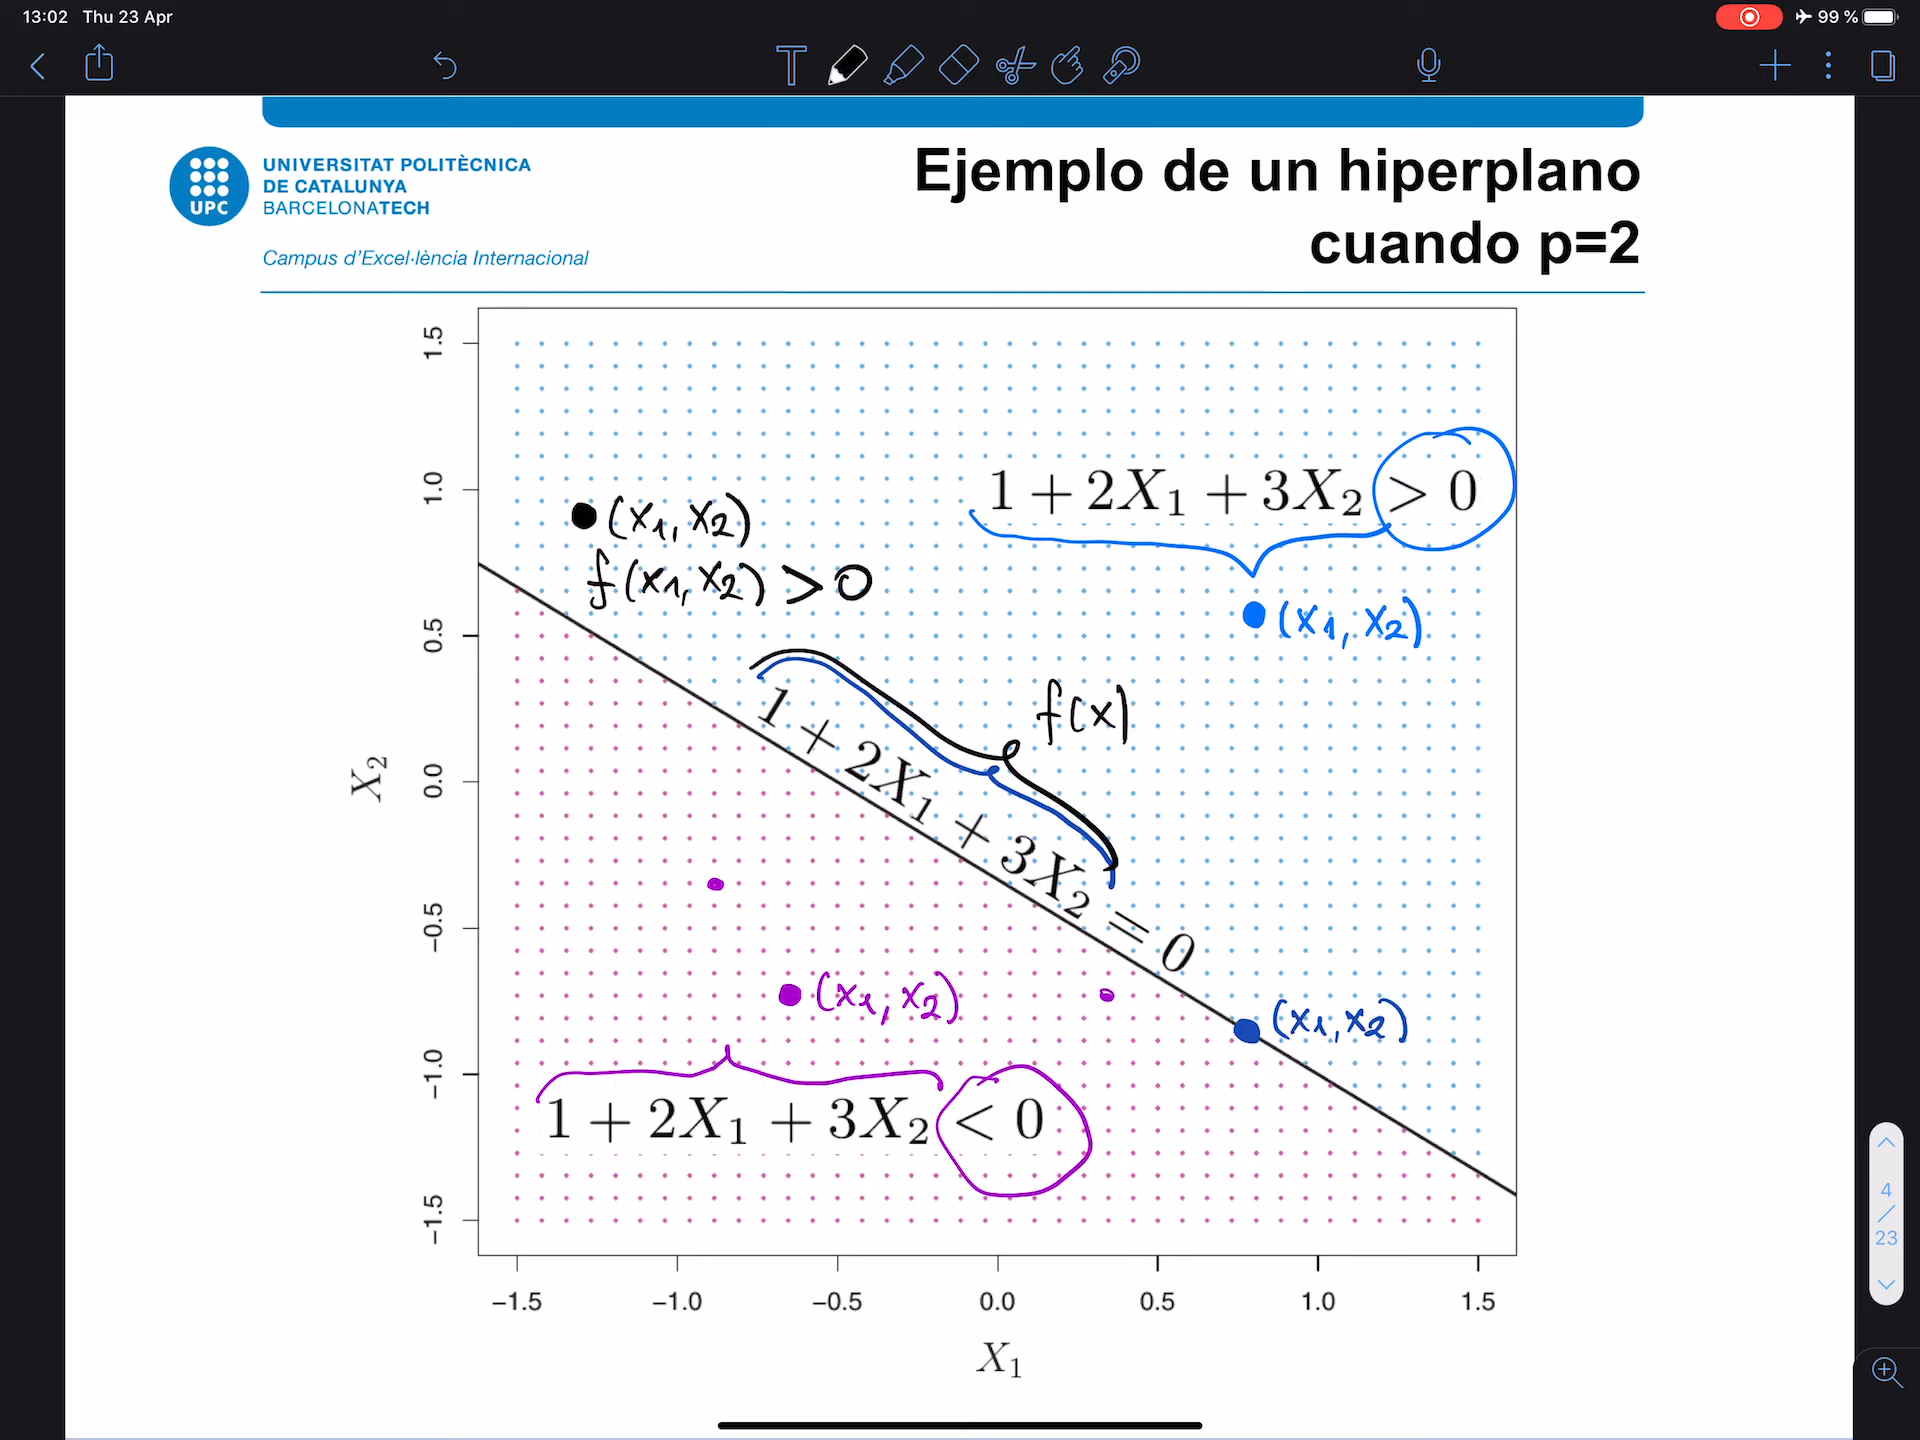 13:02 Thu 23 Apr
99 %
UNIVERSITAT POLITÈCNICA
DE CATALUNYA
BARCELONATECH
UPC
Campus d'Excel·lència Internacional
Ejemplo de un hiperplano
cuando p=2
1.5
1.0
0.5
0.0
−0.5
−1.0
−1.5
X₂
1 + 2X₁ + 3X₂ > 0
(x₁, x₂)
f(x₁, x₂) > 0
(x₁, x₂)
f(x)
1 + 2X₁ + 3X₂ = 0
(x₁, x₂)
(x₁, x₂)
1 + 2X₁ + 3X₂ < 0
−1.5 −1.0 −0.5 0.0 0.5 1.0 1.5
X₁
4
/
23